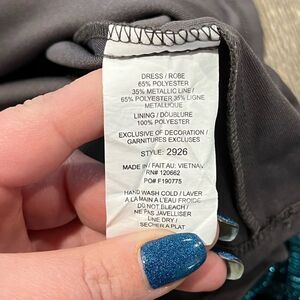 DRESS / ROBE
65% POLYESTER
35% METALLIC LINE /
65% POLYESTER 35% LIGNE
METALLIQUE
LINING / DOUBLURE
100% POLYESTER
EXCLUSIVE OF DECORATION /
GARNITURES EXCLUSES
STYLE: 2926
MADE IN / FAIT AU: VIETNAM
RN# 120662
PO# F190775
HAND WASH COLD / LAVER
A LA MAIN A L'EAU FROIDE
DO NOT BLEACH /
NE PAS JAVELLISER
LINE DRY /
SECHER A PLAT